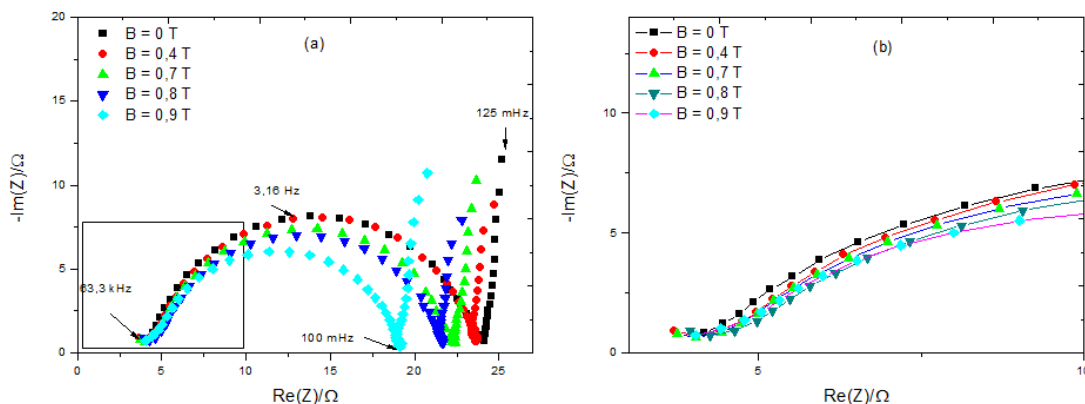 (a)
B = 0 T
B = 0,4 T
B = 0,7 T
B = 0,8 T
B = 0,9 T
125 mHz
3,16 Hz
63,3 kHz
100 mHz
-Im(Z)/Ω
20
15
10
5
0
0 5 10 15 20 25
Re(Z)/Ω
(b)
B = 0 T
B = 0,4 T
B = 0,7 T
B = 0,8 T
B = 0,9 T
-Im(Z)/Ω
10
5
0
5 10
Re(Z)/Ω